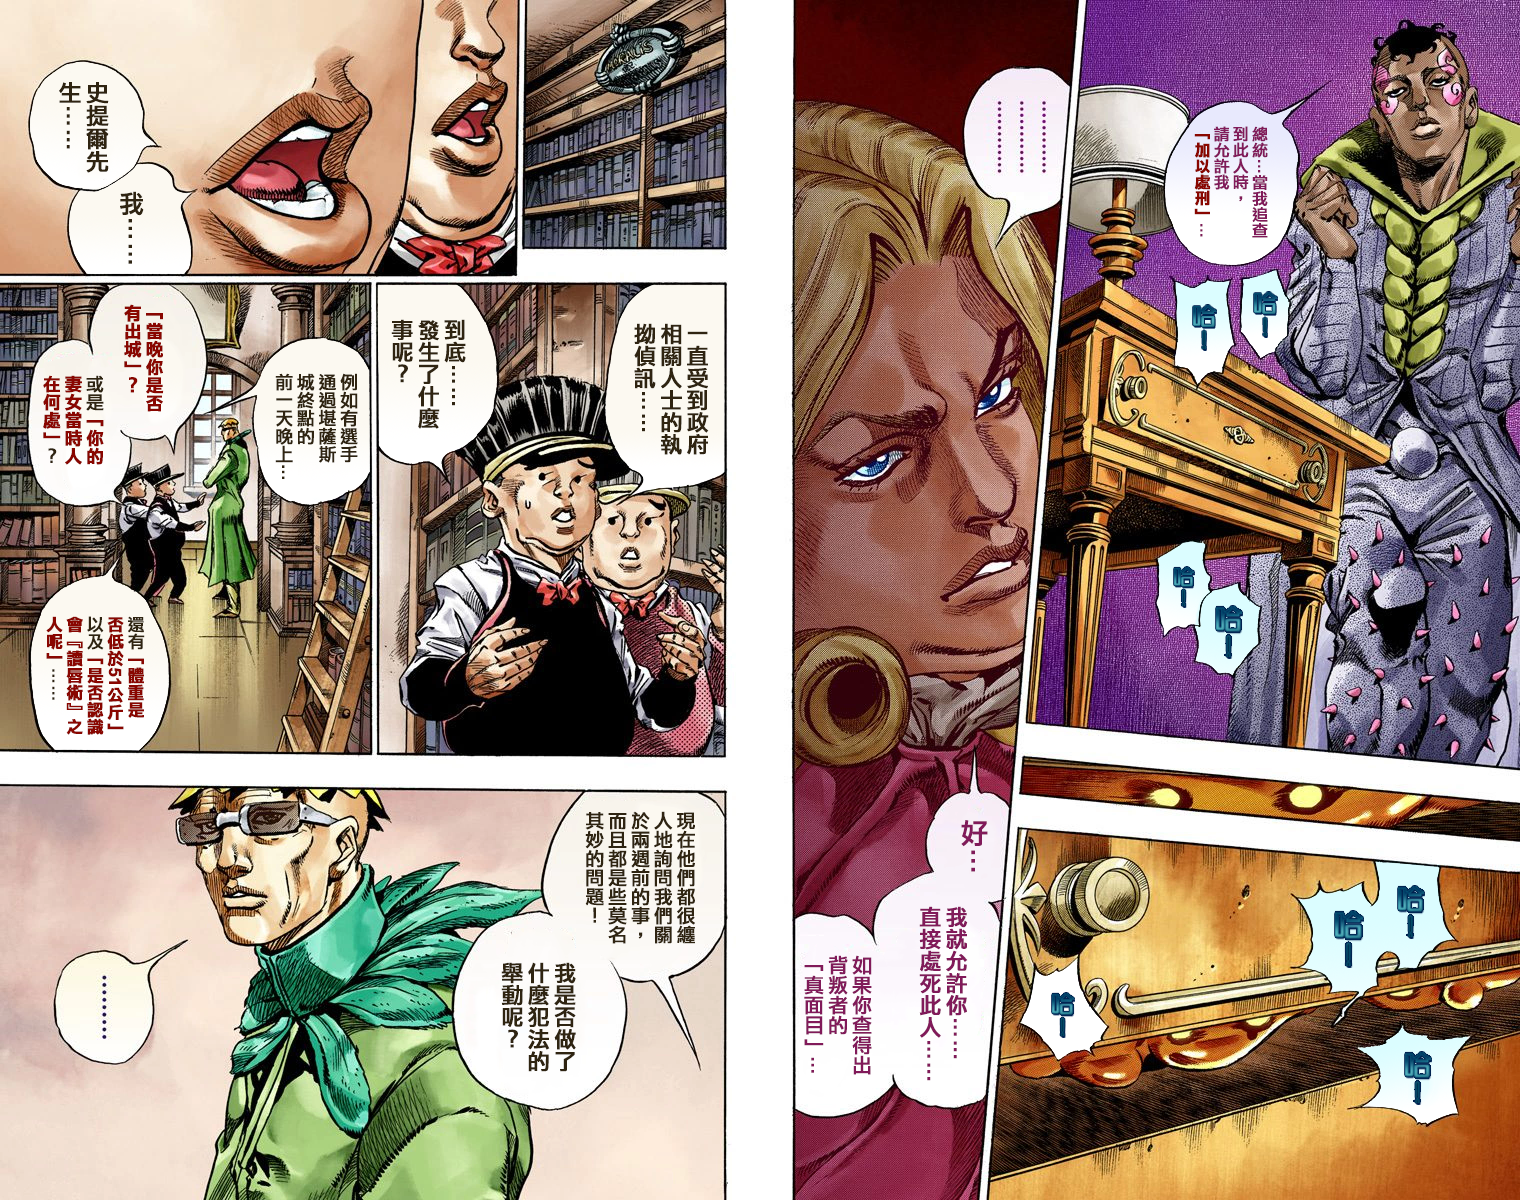 總統…當我追查
到此人時，
請允許我
「加以處刑」…
哈—
哈—
哈—
哈—
…………
…………
…………
好…
我就允許你……
直接處死此人……
如果你查得出
背叛者的
「真面目」…
哈—
哈—
哈—
哈—
史提爾先
生……
我……
一直受到政府
相關人士的執
拗偵訊……
到底……
發生了什麼
事呢？
例如有選手
通過堪薩斯
城終點的
前一天晚上…
「當晚你是否
有出城」？
或是「你的
妻女當時人
在何處」？
還有「體重是
否低於51公斤」
以及「是否認識
會『讀唇術』之
人呢」……
現在他們都很纏
人地詢問我們關
於兩週前的事，
而且都是些莫名
其妙的問題！
我是否做了
什麼犯法的
舉動呢？
………